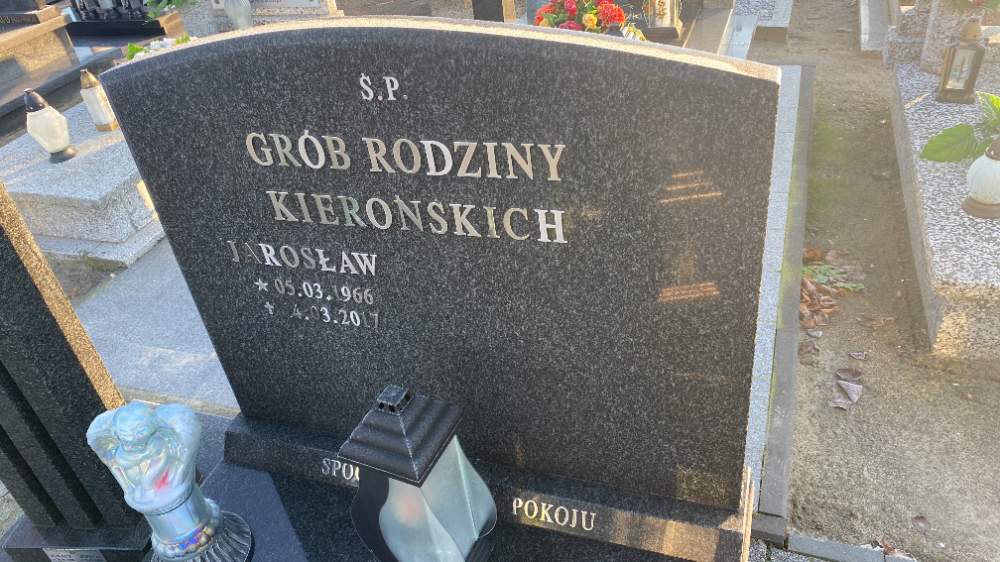 Ś.P.
GRÓB RODZINY
KIEROŃSKICH
JAROSŁAW
★ 05.03.1966
✝ 4.03.2017
POKOJU